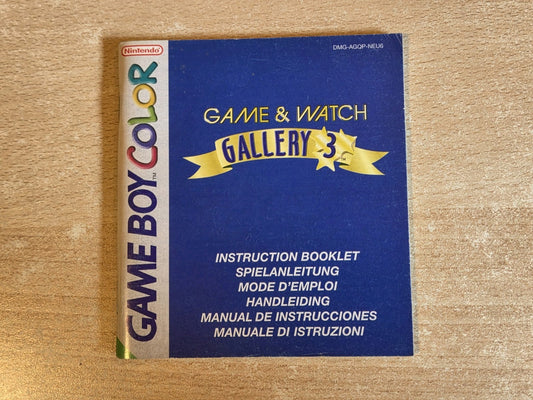 Nintendo
DMG-AGQP-NEU6
GAME BOY COLOR
TM
GAME & WATCH
GALLERY 3
INSTRUCTION BOOKLET
SPIELANLEITUNG
MODE D'EMPLOI
HANDLEIDING
MANUAL DE INSTRUCCIONES
MANUALE DI ISTRUZIONI